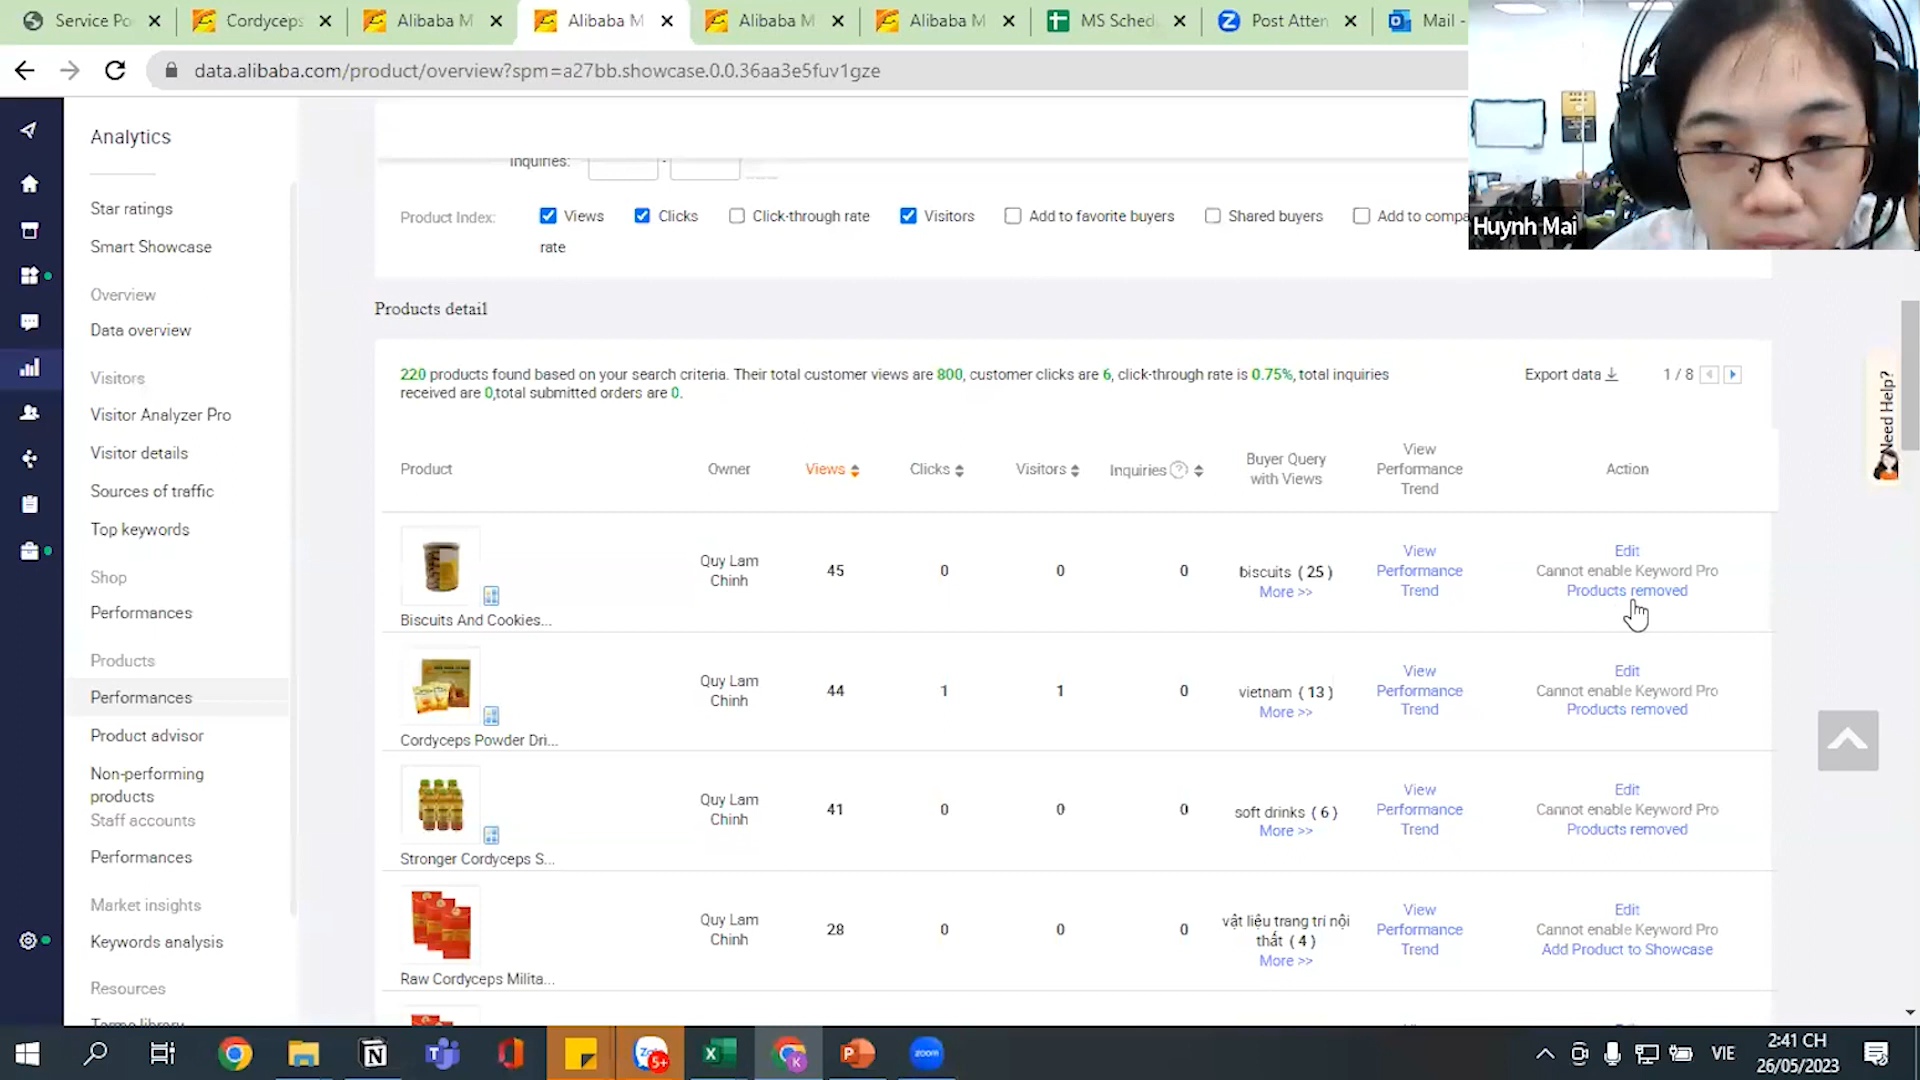 Service Po
Cordyceps
Alibaba M
Alibaba M
Alibaba M
Alibaba M
MS Sched
Post Atten
Mail -
data.alibaba.com/product/overview?spm=a27bb.showcase.0.0.36aa3e5fuv1gze
Huynh Mai
Analytics
Star ratings
Smart Showcase
Overview
Data overview
Visitors
Visitor Analyzer Pro
Visitor details
Sources of traffic
Top keywords
Shop
Performances
Products
Performances
Product advisor
Non-performing
products
Staff accounts
Performances
Market insights
Keywords analysis
Resources
Terms library
Inquiries: -
Product Index: Views Clicks Click-through rate Visitors Add to favorite buyers Shared buyers Add to compa
rate
Products detail
220 products found based on your search criteria. Their total customer views are 800, customer clicks are 6, click-through rate is 0.75%, total inquiries
received are 0,total submitted orders are 0.
Export data 1 / 8
Need Help?
Product Owner Views Clicks Visitors Inquiries ? Buyer Query
with Views View
Performance
Trend Action
Biscuits And Cookies...
Quy Lam
Chinh
45 0 0 0
biscuits ( 25 )
More >>
View
Performance
Trend
Edit
Cannot enable Keyword Pro
Products removed
Cordyceps Powder Dri...
Quy Lam
Chinh
44 1 1 0
vietnam ( 13 )
More >>
View
Performance
Trend
Edit
Cannot enable Keyword Pro
Products removed
Stronger Cordyceps S...
Quy Lam
Chinh
41 0 0 0
soft drinks ( 6 )
More >>
View
Performance
Trend
Edit
Cannot enable Keyword Pro
Products removed
Raw Cordyceps Milita...
Quy Lam
Chinh
28 0 0 0
vật liệu trang trí nội
thất ( 4 )
More >>
View
Performance
Trend
Edit
Cannot enable Keyword Pro
Add Product to Showcase
5+
zoom
VIE
2:41 CH
26/05/2023